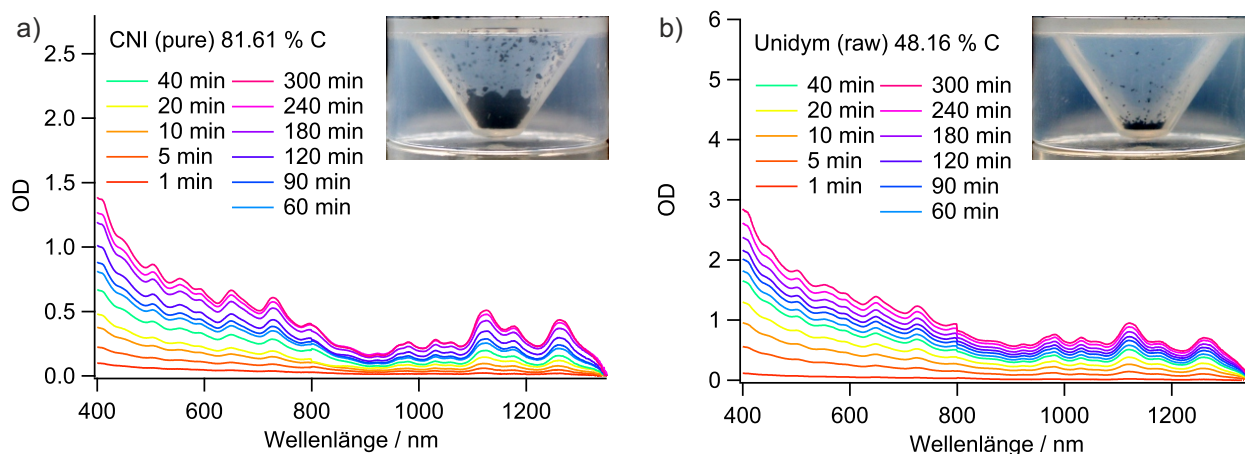 a)
CNI (pure) 81.61 % C
40 min
20 min
10 min
5 min
1 min
300 min
240 min
180 min
120 min
90 min
60 min
2.5
2.0
1.5
1.0
0.5
0.0
OD
400
600
800
1000
1200
Wellenlänge / nm
b)
Unidym (raw) 48.16 % C
40 min
20 min
10 min
5 min
1 min
300 min
240 min
180 min
120 min
90 min
60 min
6
5
4
3
2
1
0
OD
400
600
800
1000
1200
Wellenlänge / nm